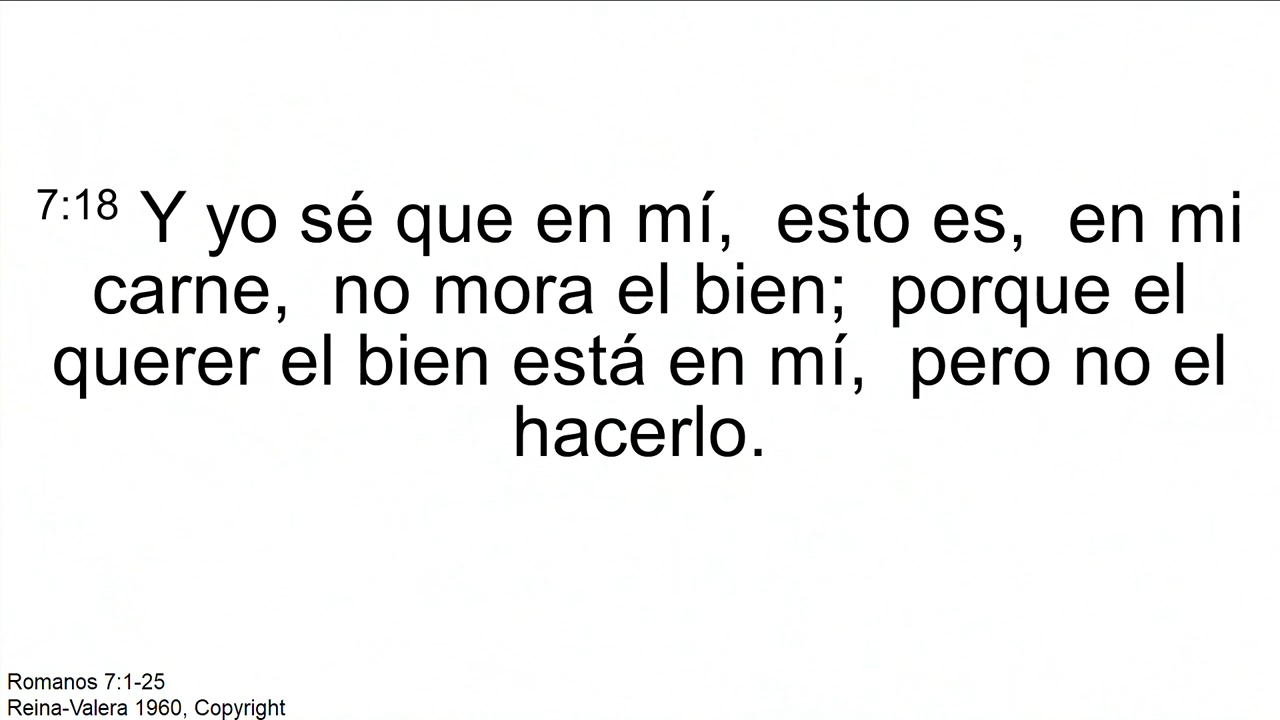 7:18 Y yo sé que en mí,  esto es,  en mi
carne,  no mora el bien;  porque el
querer el bien está en mí,  pero no el
hacerlo.
Romanos 7:1-25
Reina-Valera 1960, Copyright